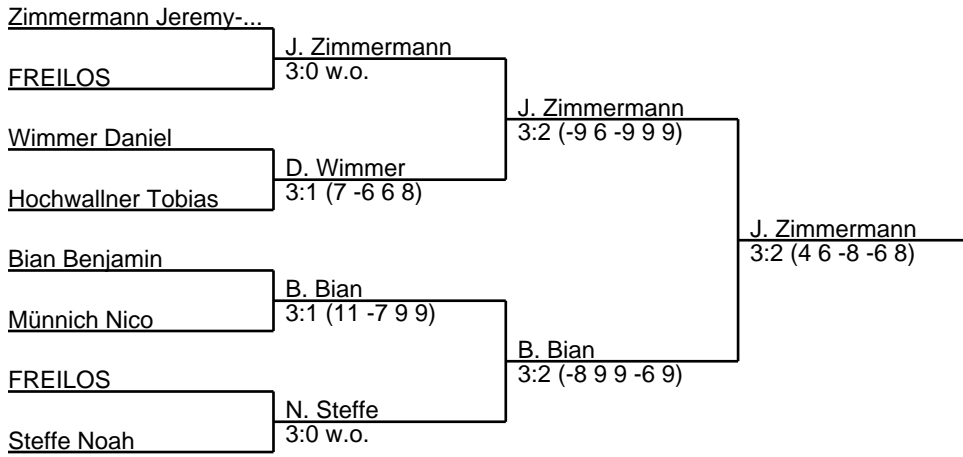 Zimmermann Jeremy-...
J. Zimmermann
3:0 w.o.
FREILOS
J. Zimmermann
3:2 (-9 6 -9 9 9)
Wimmer Daniel
D. Wimmer
3:1 (7 -6 6 8)
Hochwallner Tobias
J. Zimmermann
3:2 (4 6 -8 -6 8)
Bian Benjamin
B. Bian
3:1 (11 -7 9 9)
Münnich Nico
B. Bian
3:2 (-8 9 9 -6 9)
FREILOS
N. Steffe
3:0 w.o.
Steffe Noah